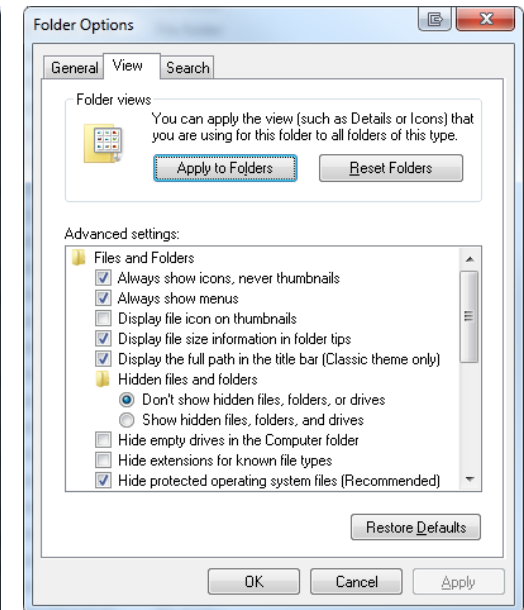 Folder Options
General View Search
Folder views
You can apply the view (such as Details or Icons) that
you are using for this folder to all folders of this type.
Apply to Folders Reset Folders
Advanced settings:
Files and Folders
Always show icons, never thumbnails
Always show menus
Display file icon on thumbnails
Display file size information in folder tips
Display the full path in the title bar (Classic theme only)
Hidden files and folders
Don't show hidden files, folders, or drives
Show hidden files, folders, and drives
Hide empty drives in the Computer folder
Hide extensions for known file types
Hide protected operating system files (Recommended)
Restore Defaults
OK Cancel Apply